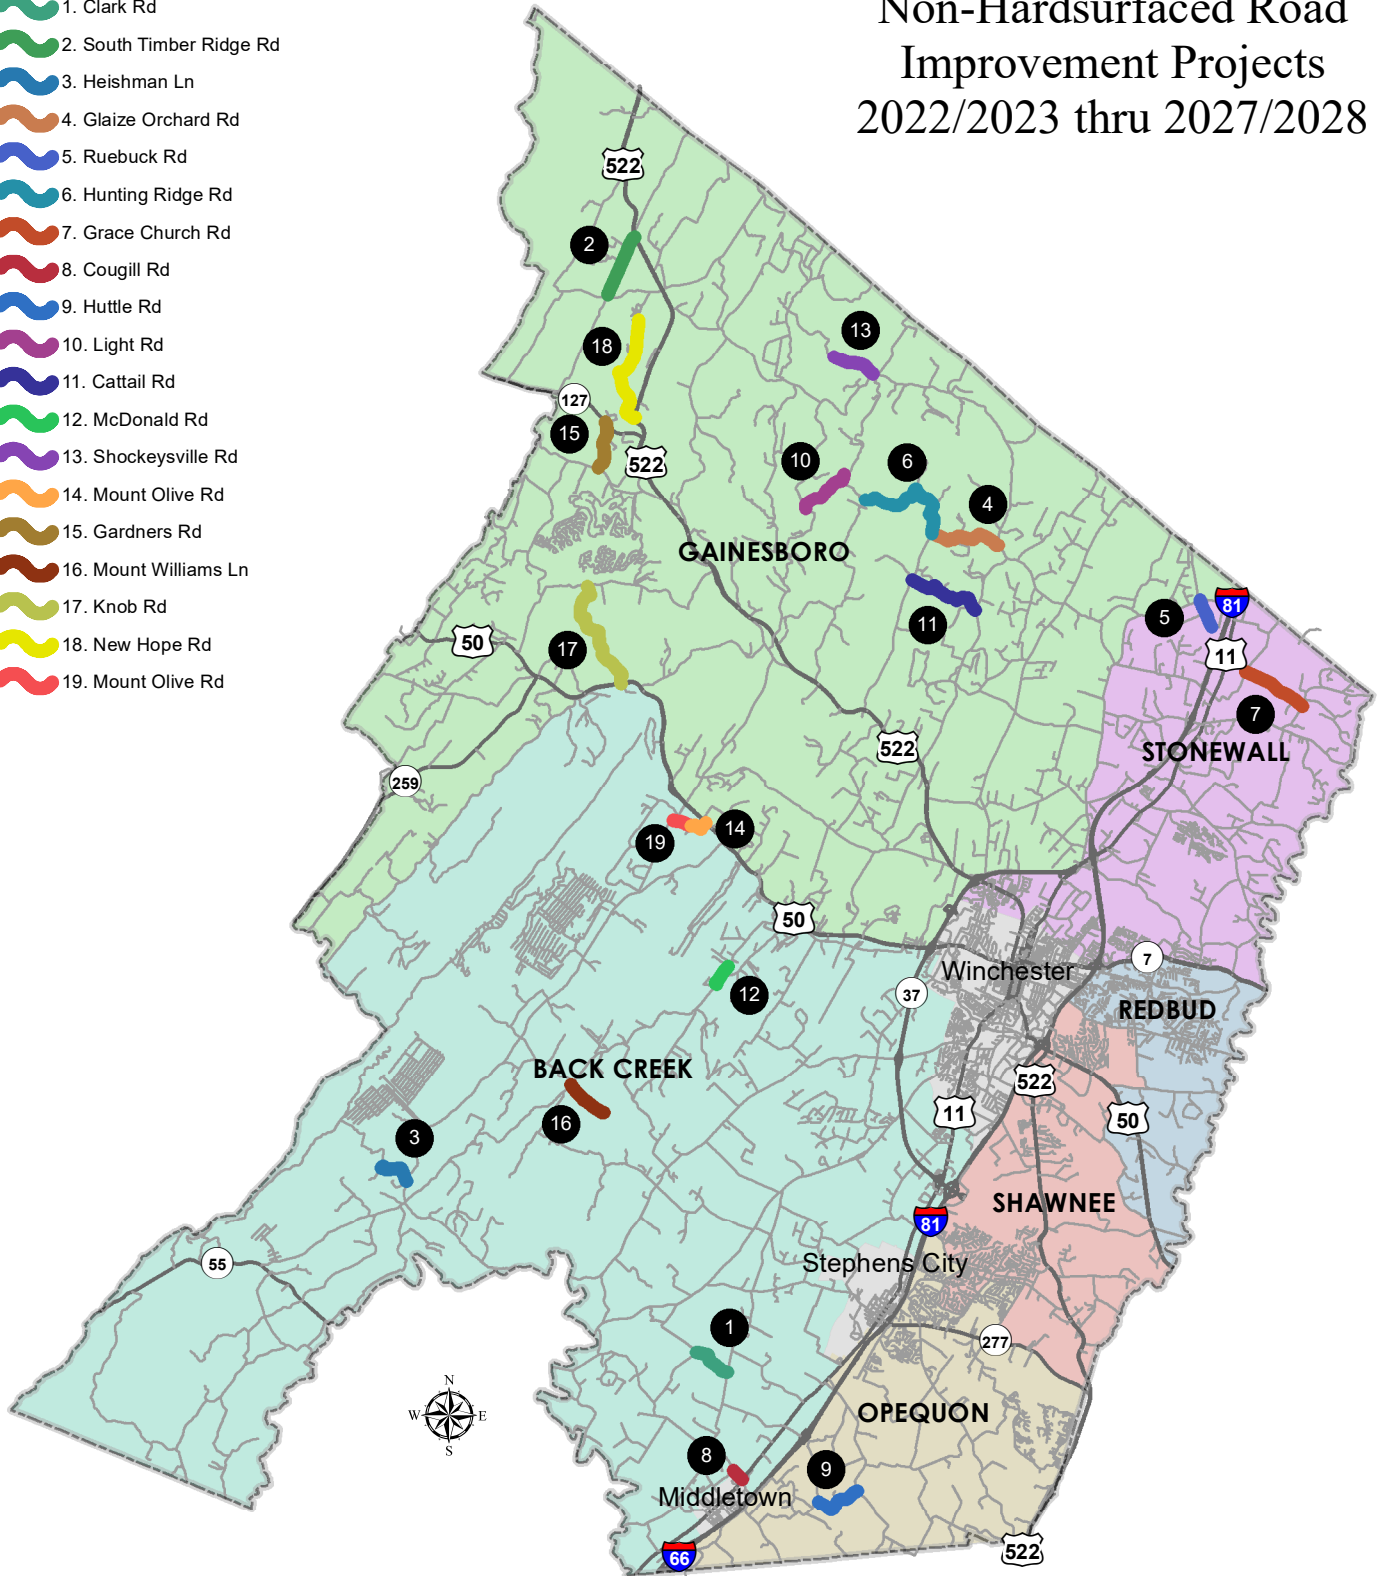 Non-Hardsurfaced Road
Improvement Projects
2022/2023 thru 2027/2028
1. Clark Rd
2. South Timber Ridge Rd
3. Heishman Ln
4. Glaize Orchard Rd
5. Ruebuck Rd
6. Hunting Ridge Rd
7. Grace Church Rd
8. Cougill Rd
9. Huttle Rd
10. Light Rd
11. Cattail Rd
12. McDonald Rd
13. Shockeysville Rd
14. Mount Olive Rd
15. Gardners Rd
16. Mount Williams Ln
17. Knob Rd
18. New Hope Rd
19. Mount Olive Rd
522
2
13
18
127
15
522
10
6
4
GAINESBORO
5
81
11
50
17
11
7
522
STONEWALL
259
19
14
50
7
Winchester
12
37
REDBUD
BACK CREEK
522
11
50
16
3
SHAWNEE
81
55
Stephens City
1
277
OPEQUON
N
W
E
S
8
9
Middletown
522
66